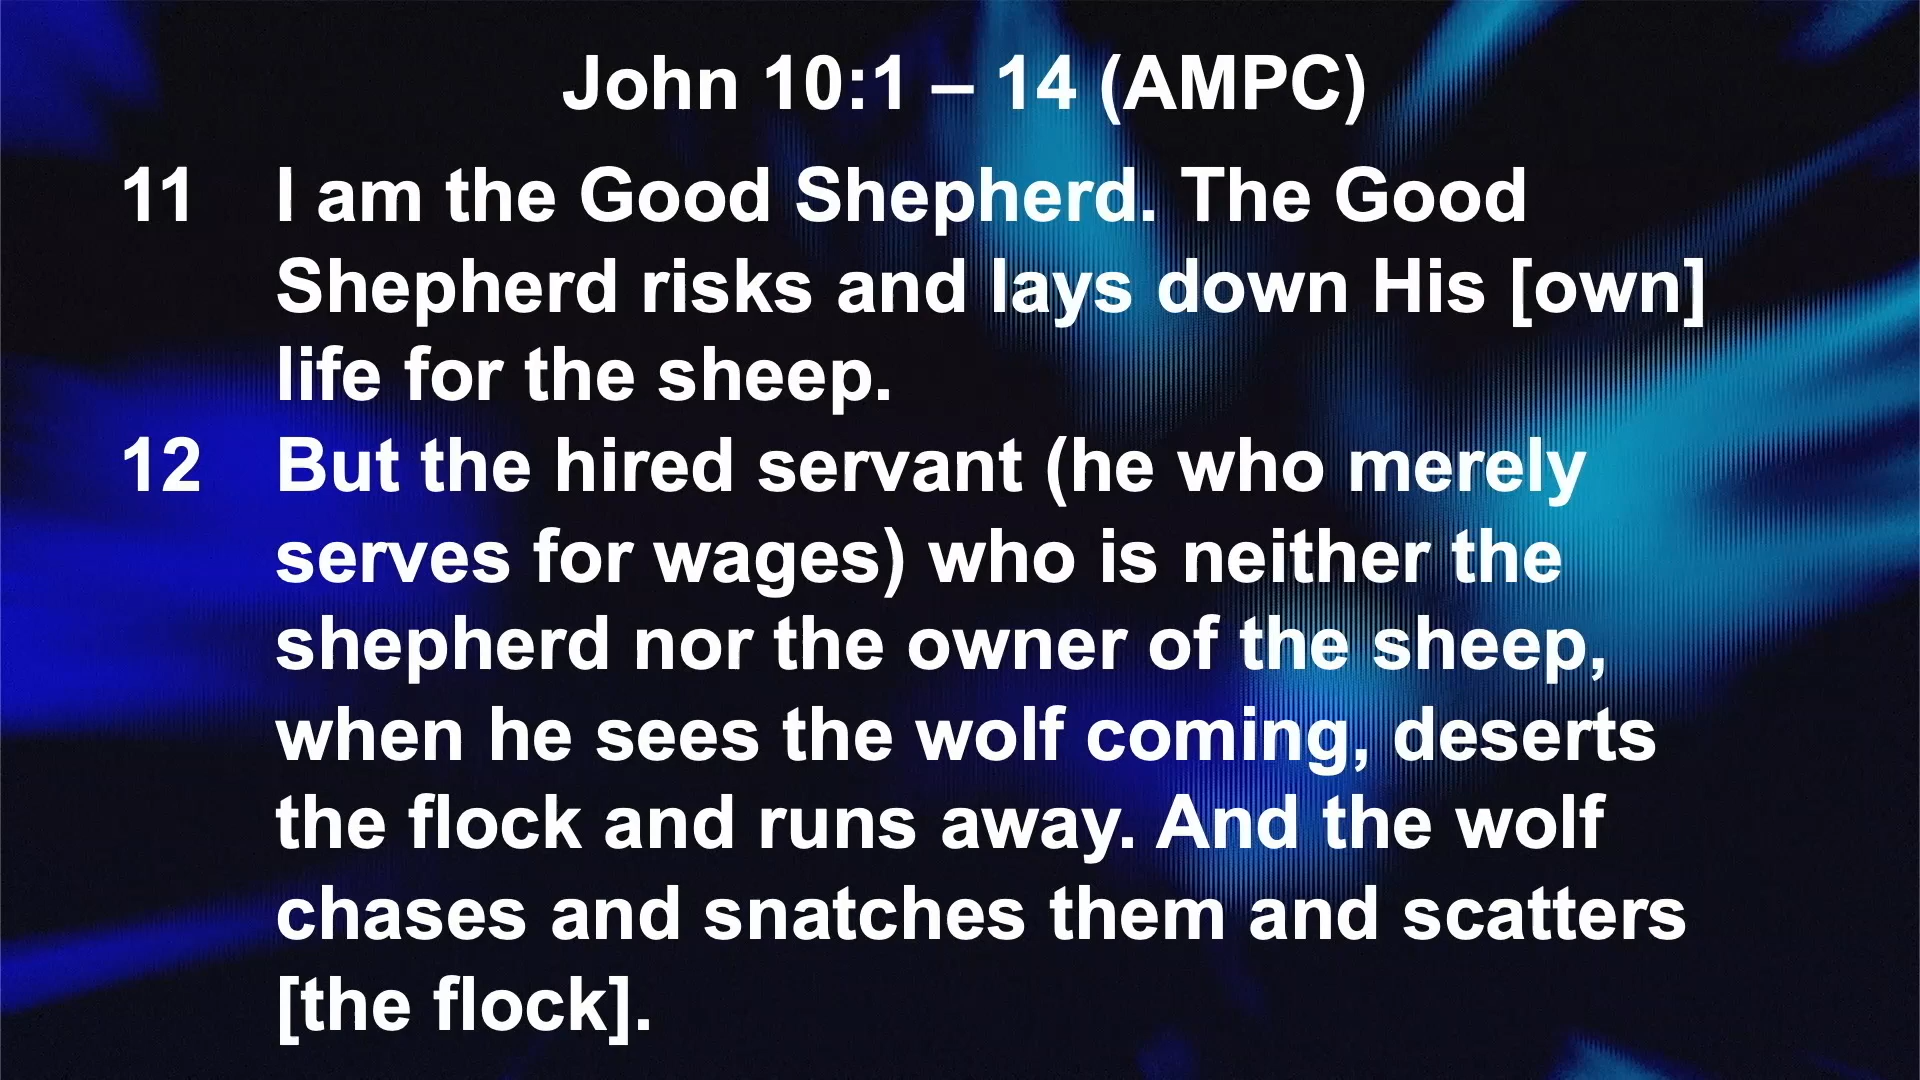 John 10:1 – 14 (AMPC)
11 I am the Good Shepherd. The Good
Shepherd risks and lays down His [own]
life for the sheep.
12 But the hired servant (he who merely
serves for wages) who is neither the
shepherd nor the owner of the sheep,
when he sees the wolf coming, deserts
the flock and runs away. And the wolf
chases and snatches them and scatters
[the flock].